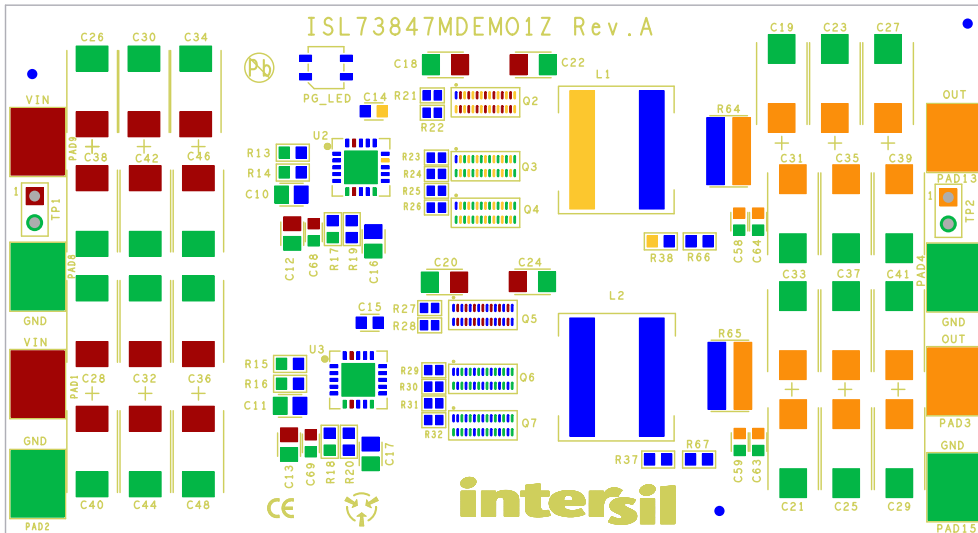 ISL73847MDEMO1Z Rev.A
C26 C30 C34
C19 C23 C27
Pb
PG_LED
C18 C22
L1
VIN
OUT
C14
R21
R22
Q2
R64
U2
PAD9
C38 C42 C46
R13
R14
C10
R23
R24
R25
R26
Q3
Q4
C31 C35 C39
PAD13
1
TP1
1
TP2
C12
C68
R17
R19
C16
R38 R66
C58
C64
PAD8
PAD4
C20 C24
C33 C37 C41
L2
GND
GND
VIN
OUT
C15
R27
R28
Q5
R65
U3
R15
R16
C11
R29
R30
R31
R32
Q6
Q7
PAD1
C28 C32 C36
PAD3
GND
GND
C13
C69
R18
R20
C17
R37 R67
C59
C63
C40 C44 C48
C21 C25 C29
CE
intersil
PAD2
PAD15